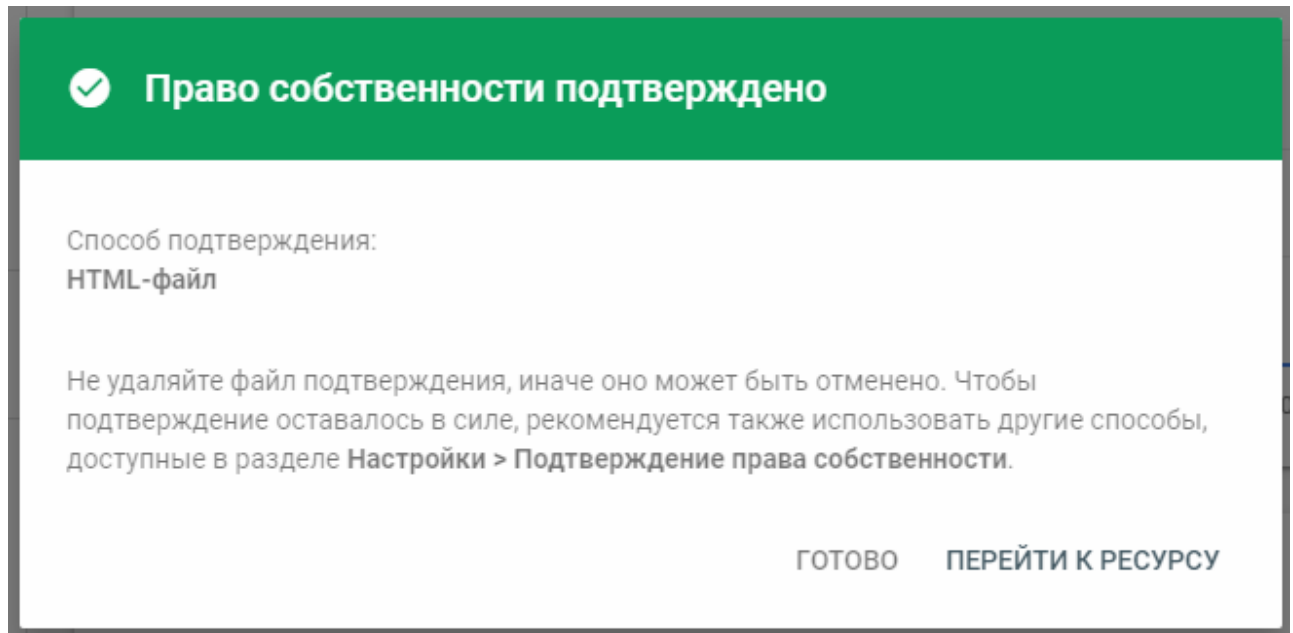 Право собственности подтверждено
Способ подтверждения:
HTML-файл
Не удаляйте файл подтверждения, иначе оно может быть отменено. Чтобы
подтверждение оставалось в силе, рекомендуется также использовать другие способы,
доступные в разделе Настройки > Подтверждение права собственности.
ГОТОВО ПЕРЕЙТИ К РЕСУРСУ